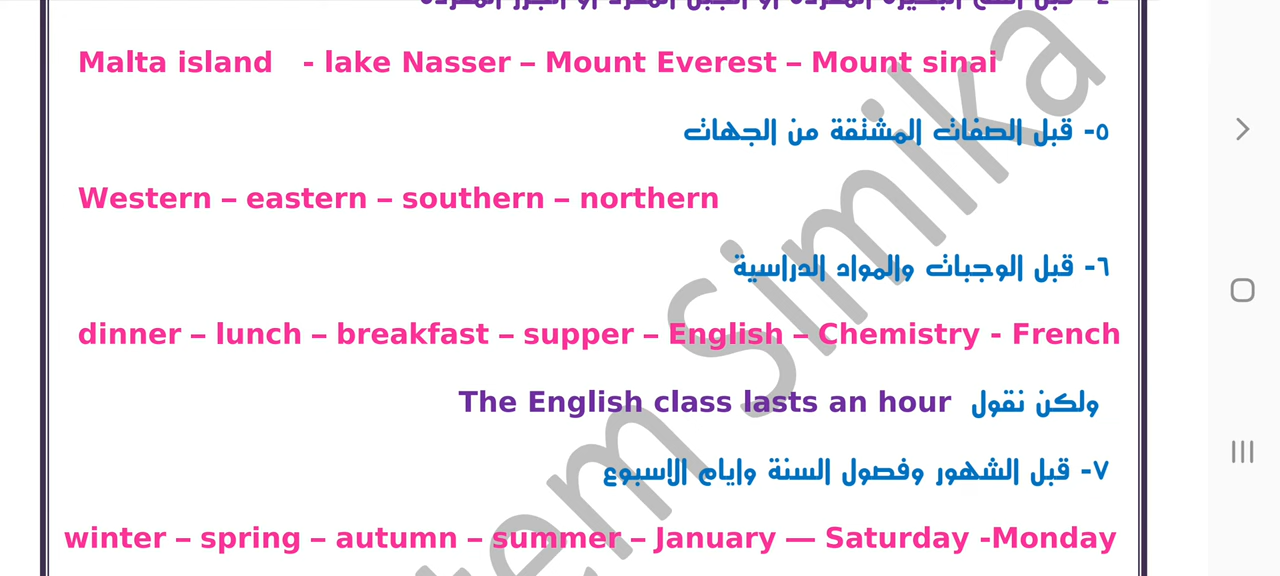 Malta island - lake Nasser – Mount Everest – Mount sinai
٥- قبل الصفات المشتقة من الجهات
Western – eastern – southern – northern
٦- قبل الوجبات والمواد الدراسية
dinner – lunch – breakfast – supper – English – Chemistry - French
ولكن نقول The English class lasts an hour
٧- قبل الشهور وفصول السنة وايام الاسبوع
winter – spring – autumn – summer – January — Saturday -Monday
Simika